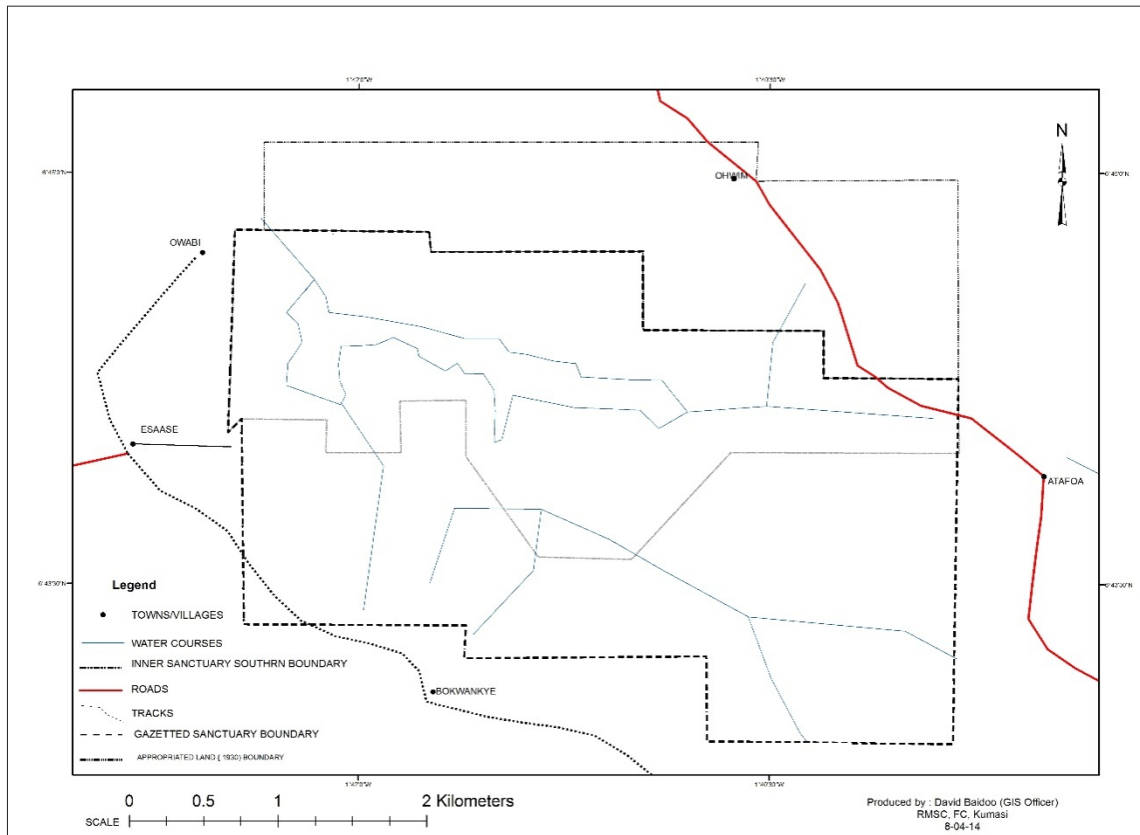 N
OHWIM
OWABI
ESAASE
ATAFOA
Legend
TOWNS/VILLAGES
WATER COURSES
INNER SANCTUARY SOUTHRN BOUNDARY
ROADS
TRACKS
GAZETTED SANCTUARY BOUNDARY
APPROPRIATED LAND ( 1930) BOUNDARY
BOKWANKYE
0 0.5 1 2 Kilometers
SCALE
Produced by : David Baidoo (GIS Officer)
RMSC, FC, Kumasi
8-04-14